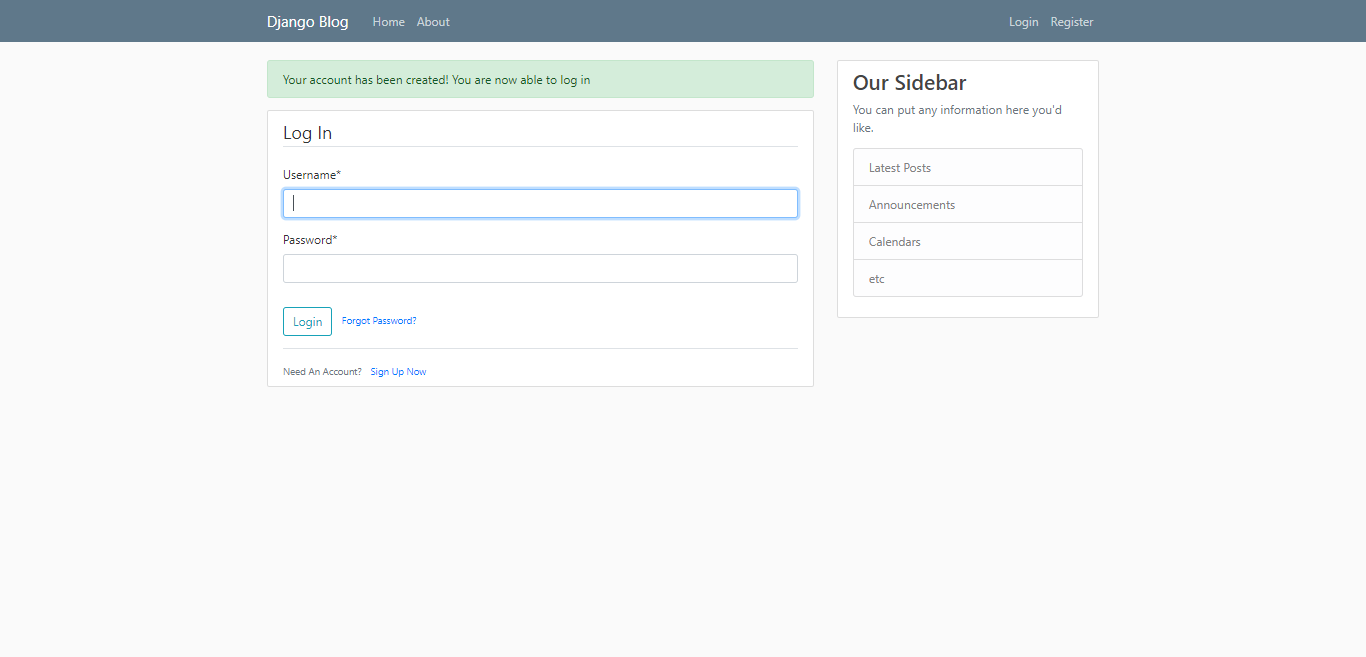 Django Blog Home About Login Register
Your account has been created! You are now able to log in
Log In
Username*
Password*
Login Forgot Password?
Need An Account? Sign Up Now
Our Sidebar
You can put any information here you'd
like.
Latest Posts
Announcements
Calendars
etc